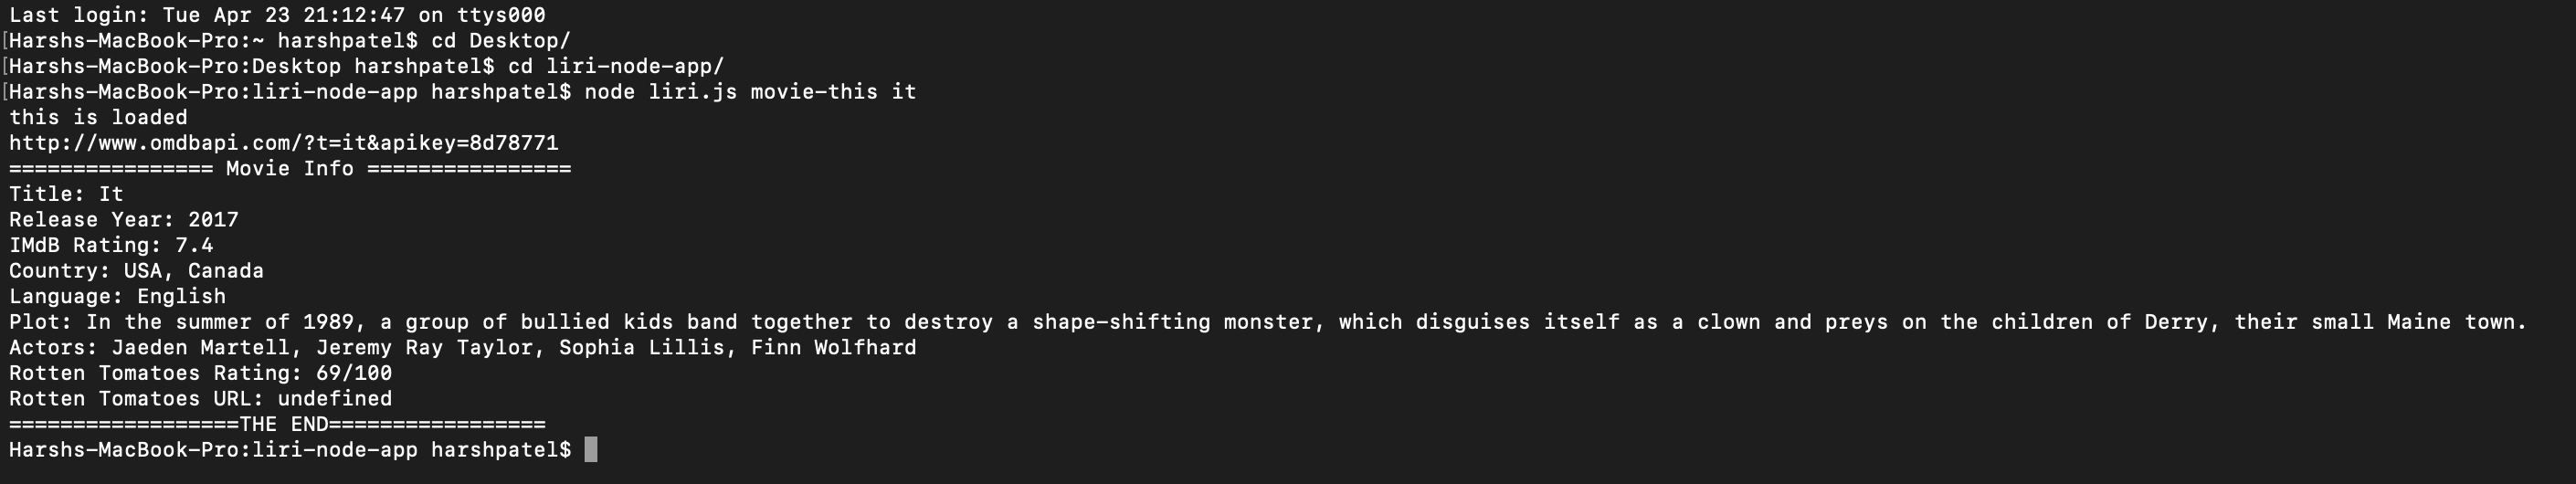 Last login: Tue Apr 23 21:12:47 on ttys000
[Harshs-MacBook-Pro:~ harshpatel$ cd Desktop/
[Harshs-MacBook-Pro:Desktop harshpatel$ cd liri-node-app/
[Harshs-MacBook-Pro:liri-node-app harshpatel$ node liri.js movie-this it
this is loaded
http://www.omdbapi.com/?t=it&apikey=8d78771
================ Movie Info ================
Title: It
Release Year: 2017
IMdB Rating: 7.4
Country: USA, Canada
Language: English
Plot: In the summer of 1989, a group of bullied kids band together to destroy a shape-shifting monster, which disguises itself as a clown and preys on the children of Derry, their small Maine town.
Actors: Jaeden Martell, Jeremy Ray Taylor, Sophia Lillis, Finn Wolfhard
Rotten Tomatoes Rating: 69/100
Rotten Tomatoes URL: undefined
==================THE END=================
Harshs-MacBook-Pro:liri-node-app harshpatel$